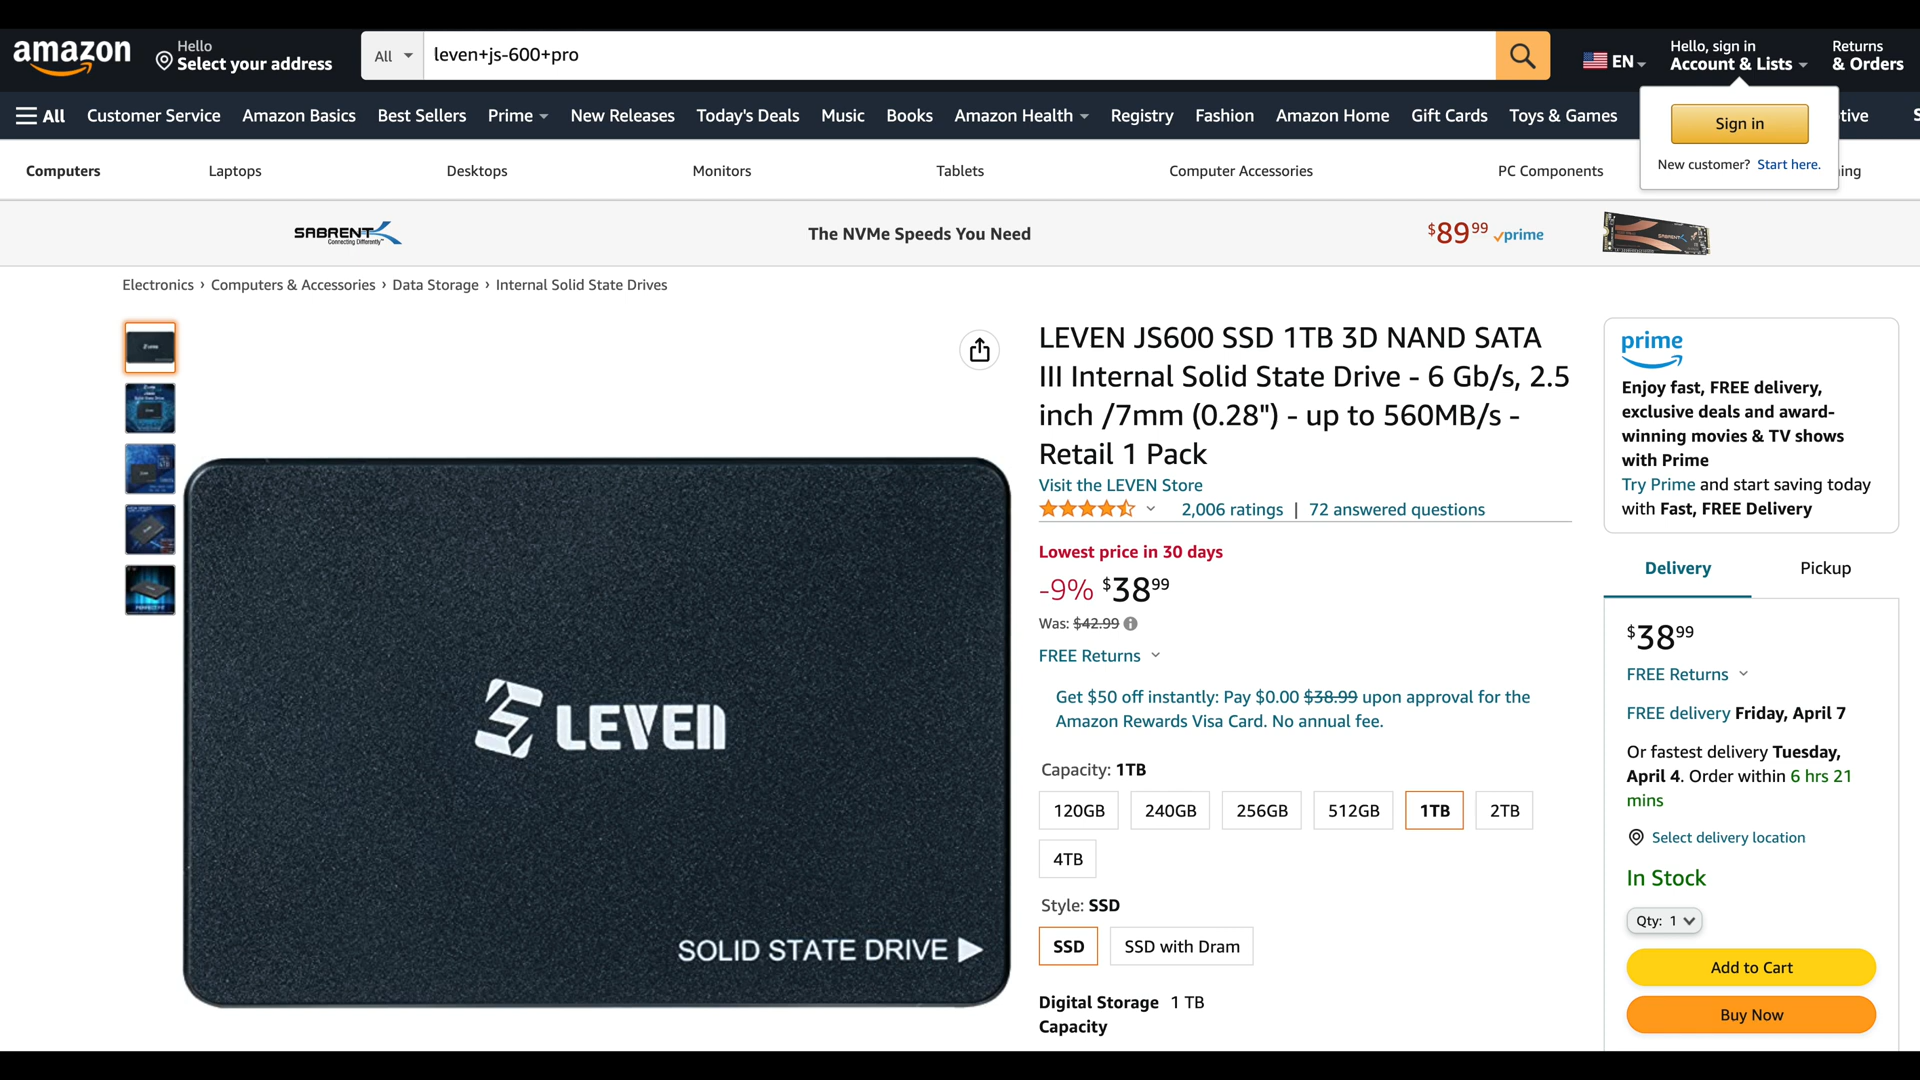 amazon
Hello
Select your address
All
leven+js-600+pro
EN
Hello, sign in
Account & Lists
Returns
& Orders
All
Customer Service
Amazon Basics
Best Sellers
Prime
New Releases
Today's Deals
Music
Books
Amazon Health
Registry
Fashion
Amazon Home
Gift Cards
Toys & Games
Sign in
New customer? Start here.
Computers
Laptops
Desktops
Monitors
Tablets
Computer Accessories
PC Components
SABRENT
Connecting Differently™
The NVMe Speeds You Need
$89 99 prime
Electronics › Computers & Accessories › Data Storage › Internal Solid State Drives
LEVEN
SOLID STATE DRIVE
LEVEN JS600 SSD 1TB 3D NAND SATA
III Internal Solid State Drive - 6 Gb/s, 2.5
inch /7mm (0.28") - up to 560MB/s -
Retail 1 Pack
Visit the LEVEN Store
2,006 ratings | 72 answered questions
Lowest price in 30 days
-9% $38 99
Was: $42.99
FREE Returns
Get $50 off instantly: Pay $0.00 $38.99 upon approval for the
Amazon Rewards Visa Card. No annual fee.
Capacity: 1TB
120GB
240GB
256GB
512GB
1TB
2TB
4TB
Style: SSD
SSD
SSD with Dram
Digital Storage 1 TB
Capacity
prime
Enjoy fast, FREE delivery,
exclusive deals and award-
winning movies & TV shows
with Prime
Try Prime and start saving today
with Fast, FREE Delivery
Delivery
Pickup
$38 99
FREE Returns
FREE delivery Friday, April 7
Or fastest delivery Tuesday,
April 4. Order within 6 hrs 21
mins
Select delivery location
In Stock
Qty: 1
Add to Cart
Buy Now